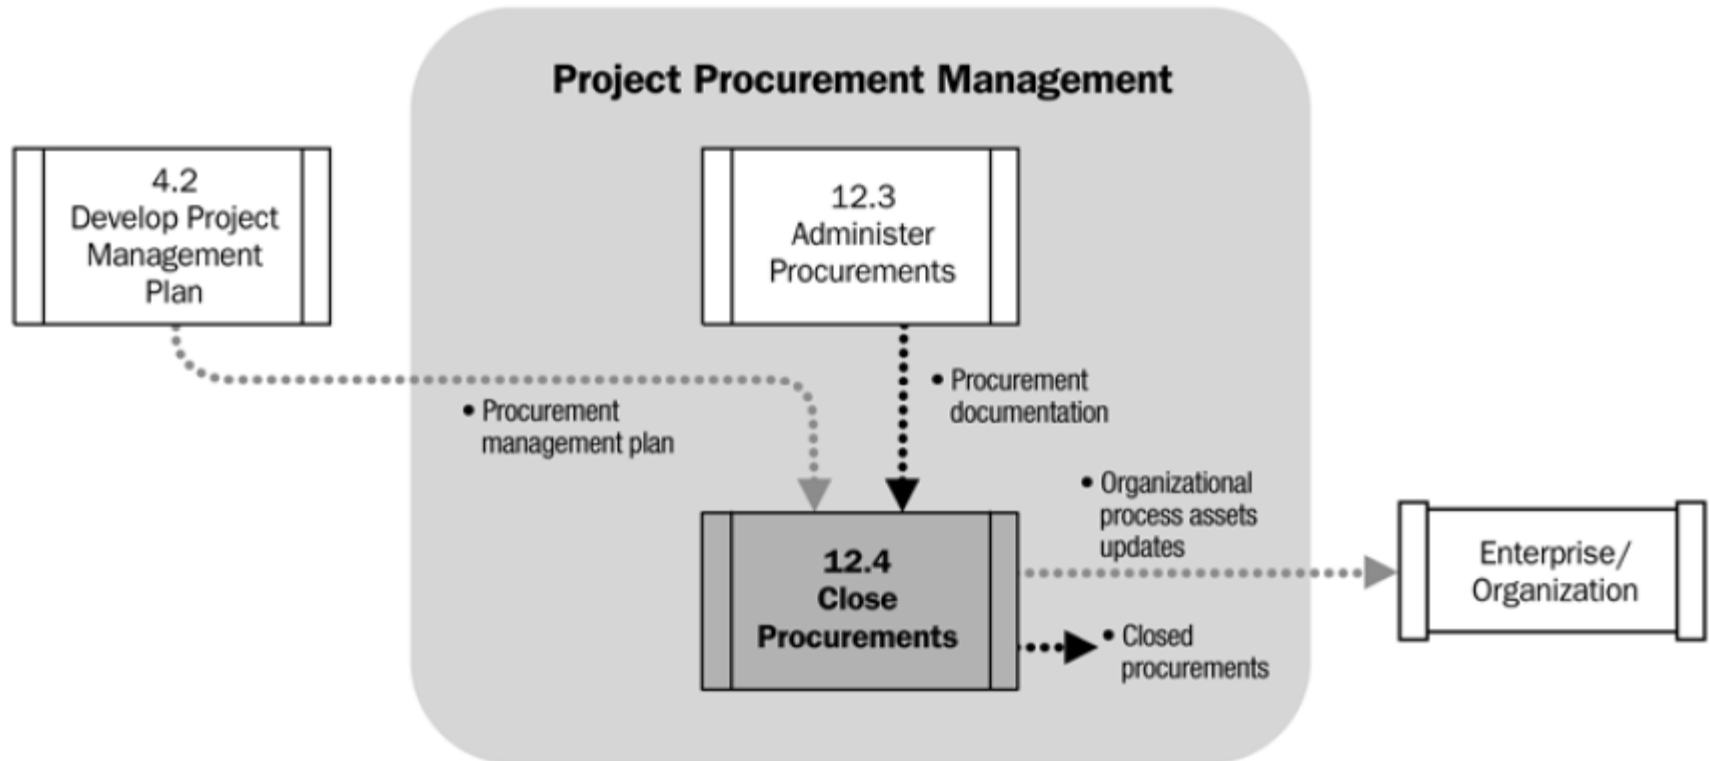 Project Procurement Management
4.2
Develop Project
Management
Plan
12.3
Administer
Procurements
• Procurement
management plan
• Procurement
documentation
12.4
Close
Procurements
• Organizational
process assets
updates
• Closed
procurements
Enterprise/
Organization